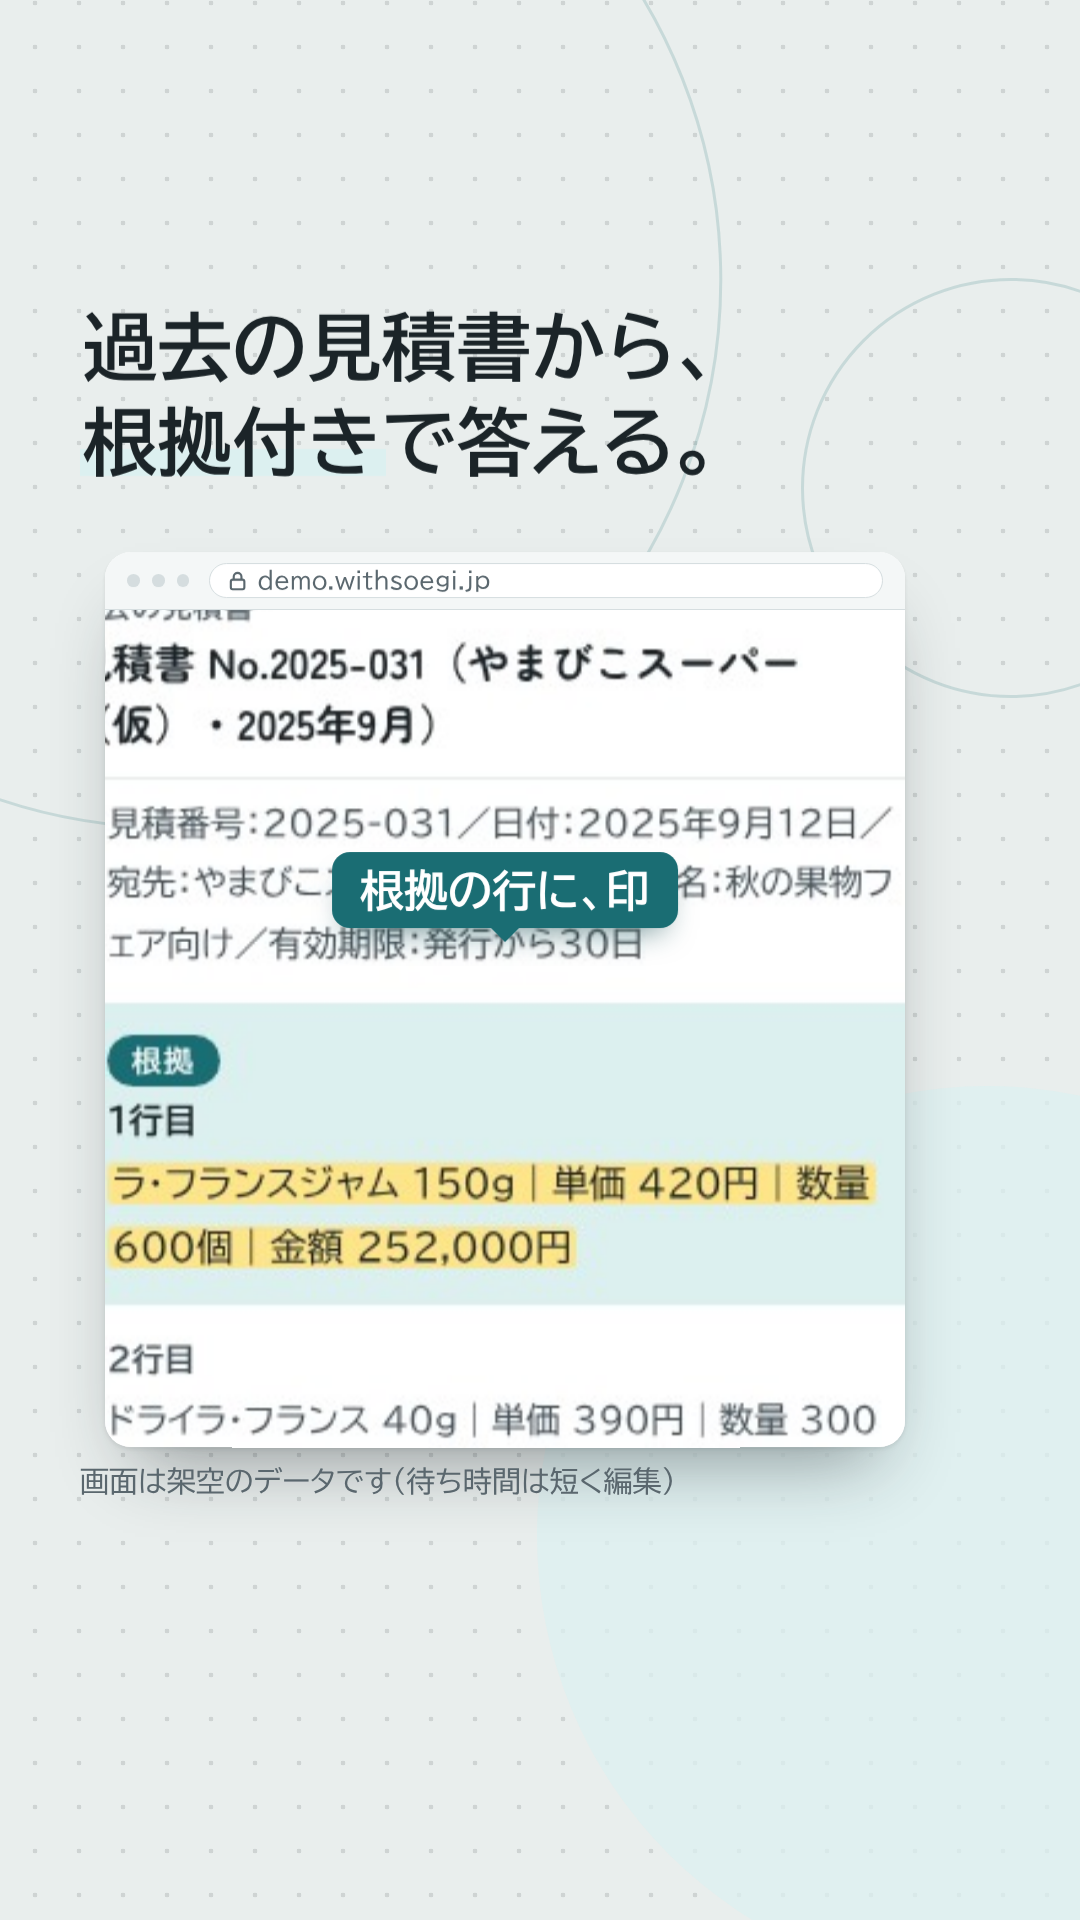 過去の見積書から、
根拠付きで答える。
demo.withsoegi.jp
去の見積書
積書 No.2025-031（やまびこスーパー
（仮）・2025年9月）
見積番号：2025-031／日付：2025年9月12日／
宛先：やまびこ
根拠の行に、印
名：秋の果物フ
ェア向け／有効期限：発行から30日
根拠
1行目
ラ・フランスジャム 150g｜単価 420円｜数量
600個｜金額 252,000円
2行目
ドライラ・フランス 40g｜単価 390円｜数量 300
画面は架空のデータです（待ち時間は短く編集）